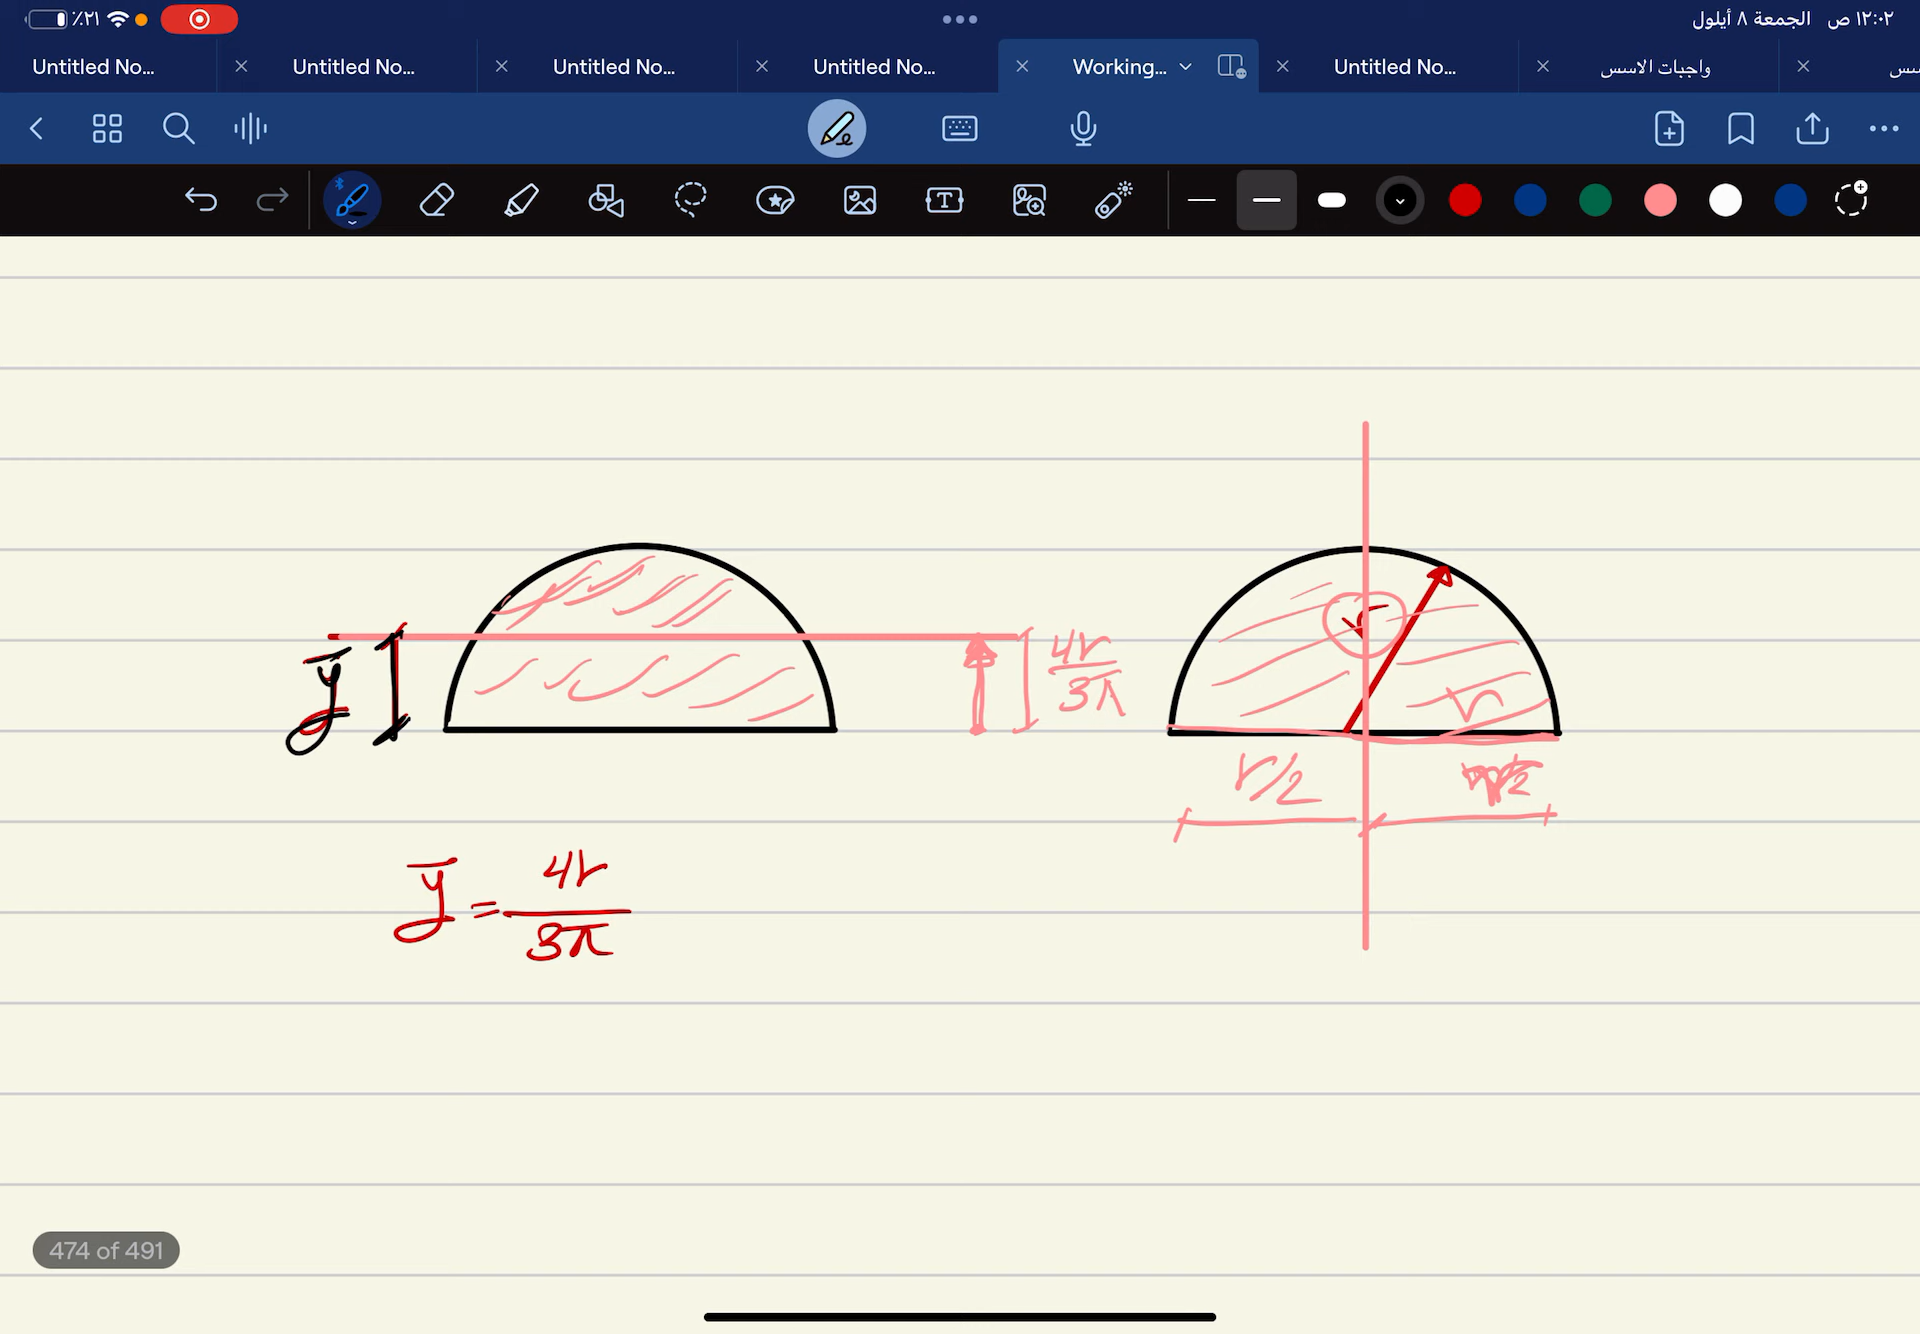 ٪٢١
١٢:٠٢ ص الجمعة ٨ أيلول
Untitled No...
Untitled No...
Untitled No...
Untitled No...
Working...
Untitled No...
واجبات الاسس
سس
T
ȳ
4r
3π
r
r
r/2
ȳ = 4r
3π
474 of 491